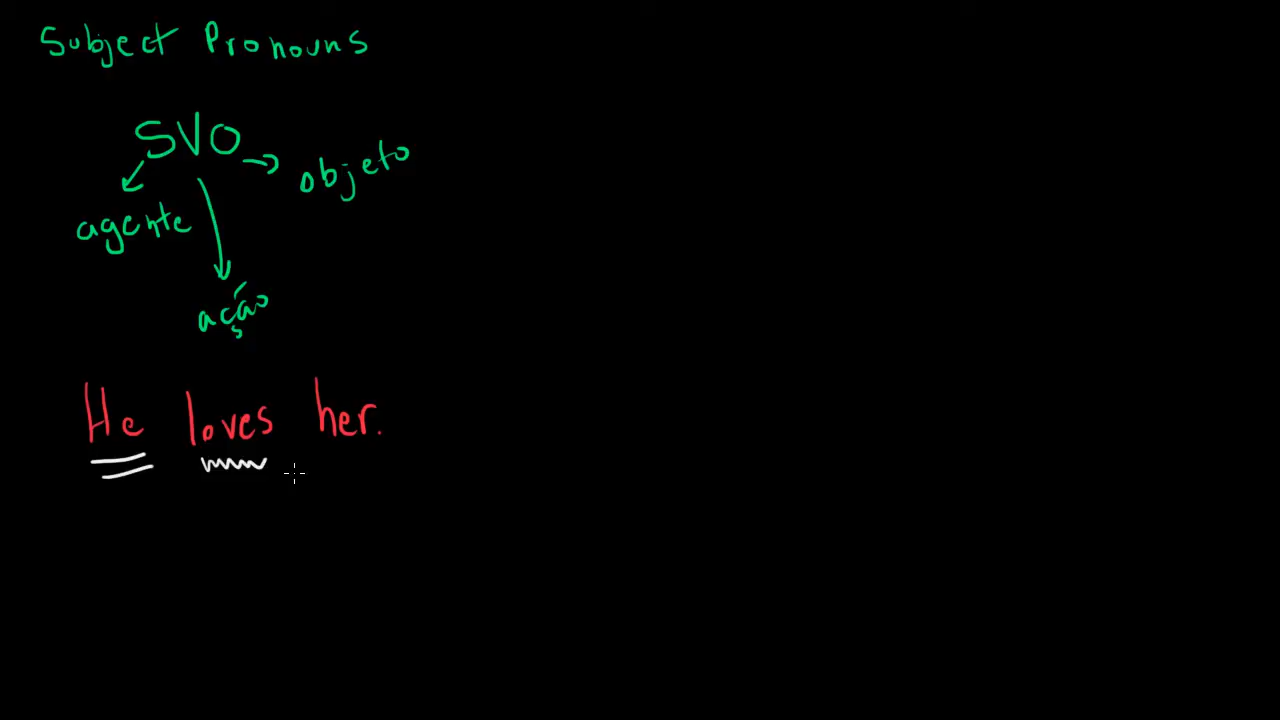 Subject Pronouns
SVO
objeto
agente
ação
He loves her.